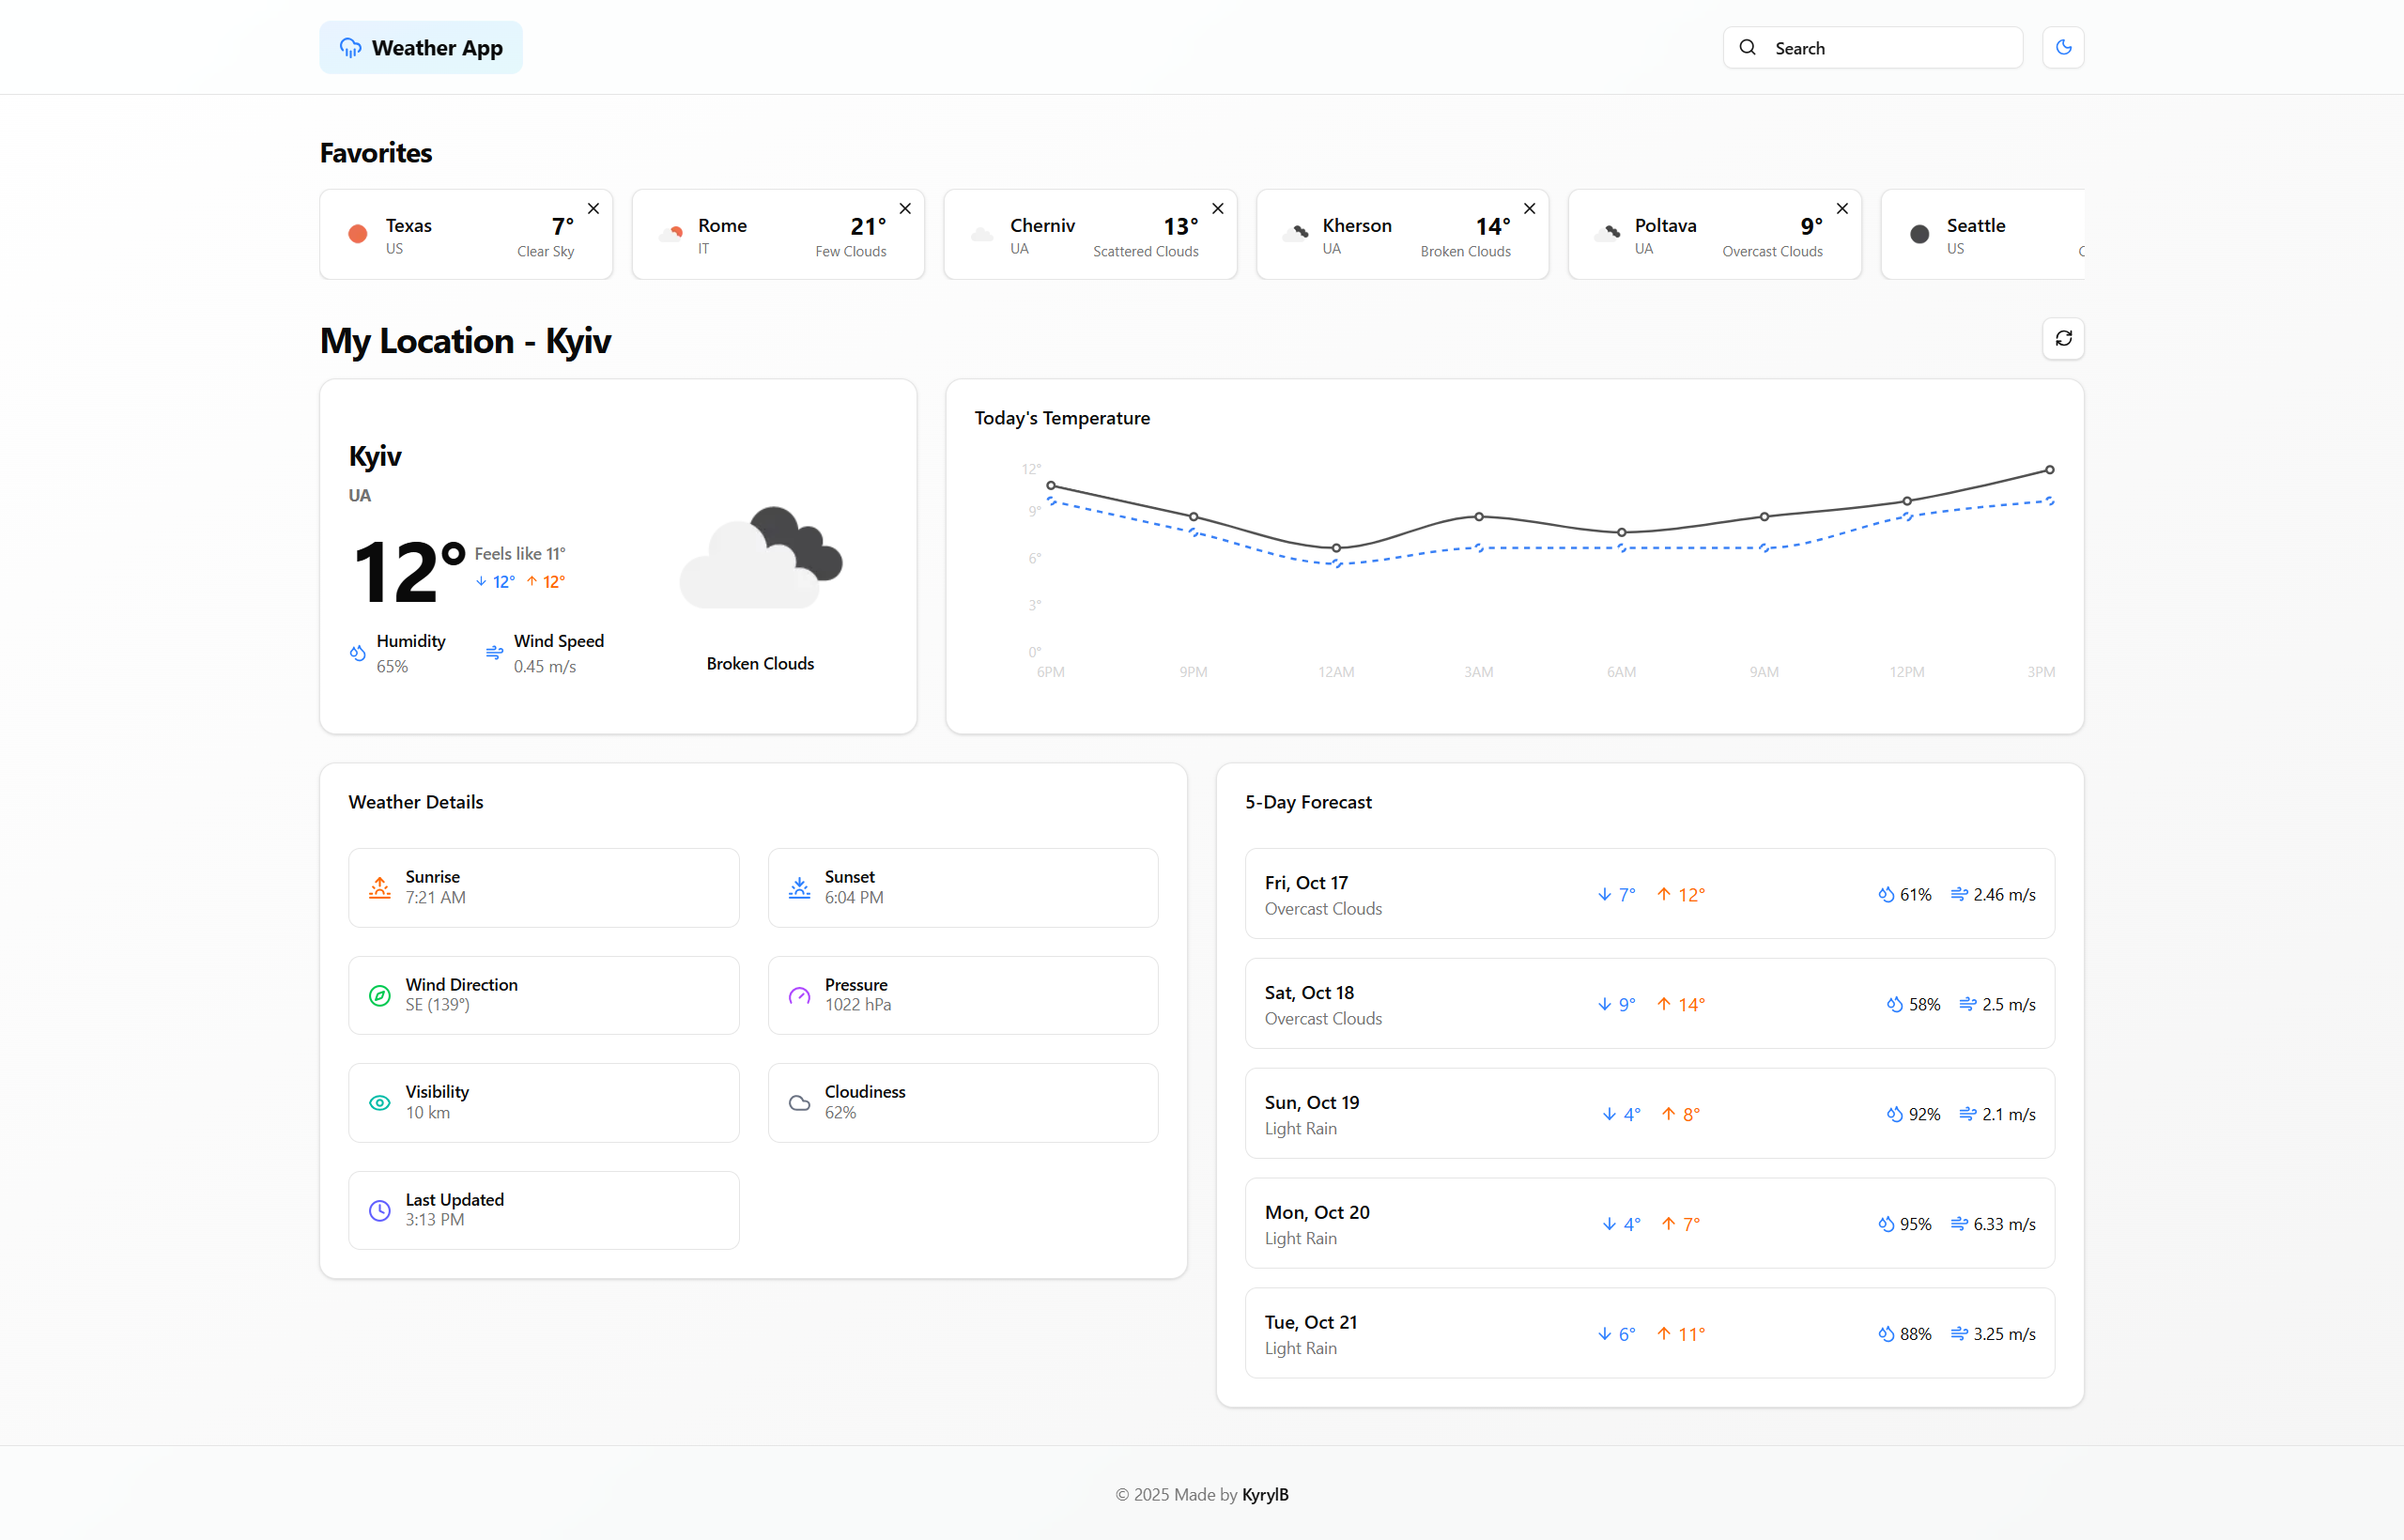 Weather App
Search
Favorites
Texas
US
7°
Clear Sky
Rome
IT
21°
Few Clouds
Cherniv
UA
13°
Scattered Clouds
Kherson
UA
14°
Broken Clouds
Poltava
UA
9°
Overcast Clouds
Seattle
US
My Location - Kyiv
Kyiv
UA
12°
Feels like 11°
12° 12°
Humidity
65%
Wind Speed
0.45 m/s
Broken Clouds
Today's Temperature
12°
9°
6°
3°
0°
6PM 9PM 12AM 3AM 6AM 9AM 12PM 3PM
Weather Details
Sunrise
7:21 AM
Sunset
6:04 PM
Wind Direction
SE (139°)
Pressure
1022 hPa
Visibility
10 km
Cloudiness
62%
Last Updated
3:13 PM
5-Day Forecast
Fri, Oct 17
Overcast Clouds
7° 12°
61% 2.46 m/s
Sat, Oct 18
Overcast Clouds
9° 14°
58% 2.5 m/s
Sun, Oct 19
Light Rain
4° 8°
92% 2.1 m/s
Mon, Oct 20
Light Rain
4° 7°
95% 6.33 m/s
Tue, Oct 21
Light Rain
6° 11°
88% 3.25 m/s
© 2025 Made by KyrylB